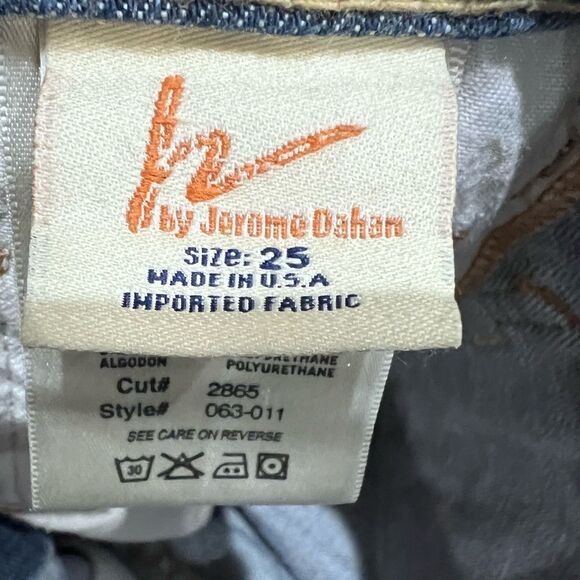 by Jerome Dahan
Size: 25
MADE IN U.S.A
IMPORTED FABRIC
ALGODON POLYURETHANE
Cut# 2865
Style# 063-011
SEE CARE ON REVERSE
30